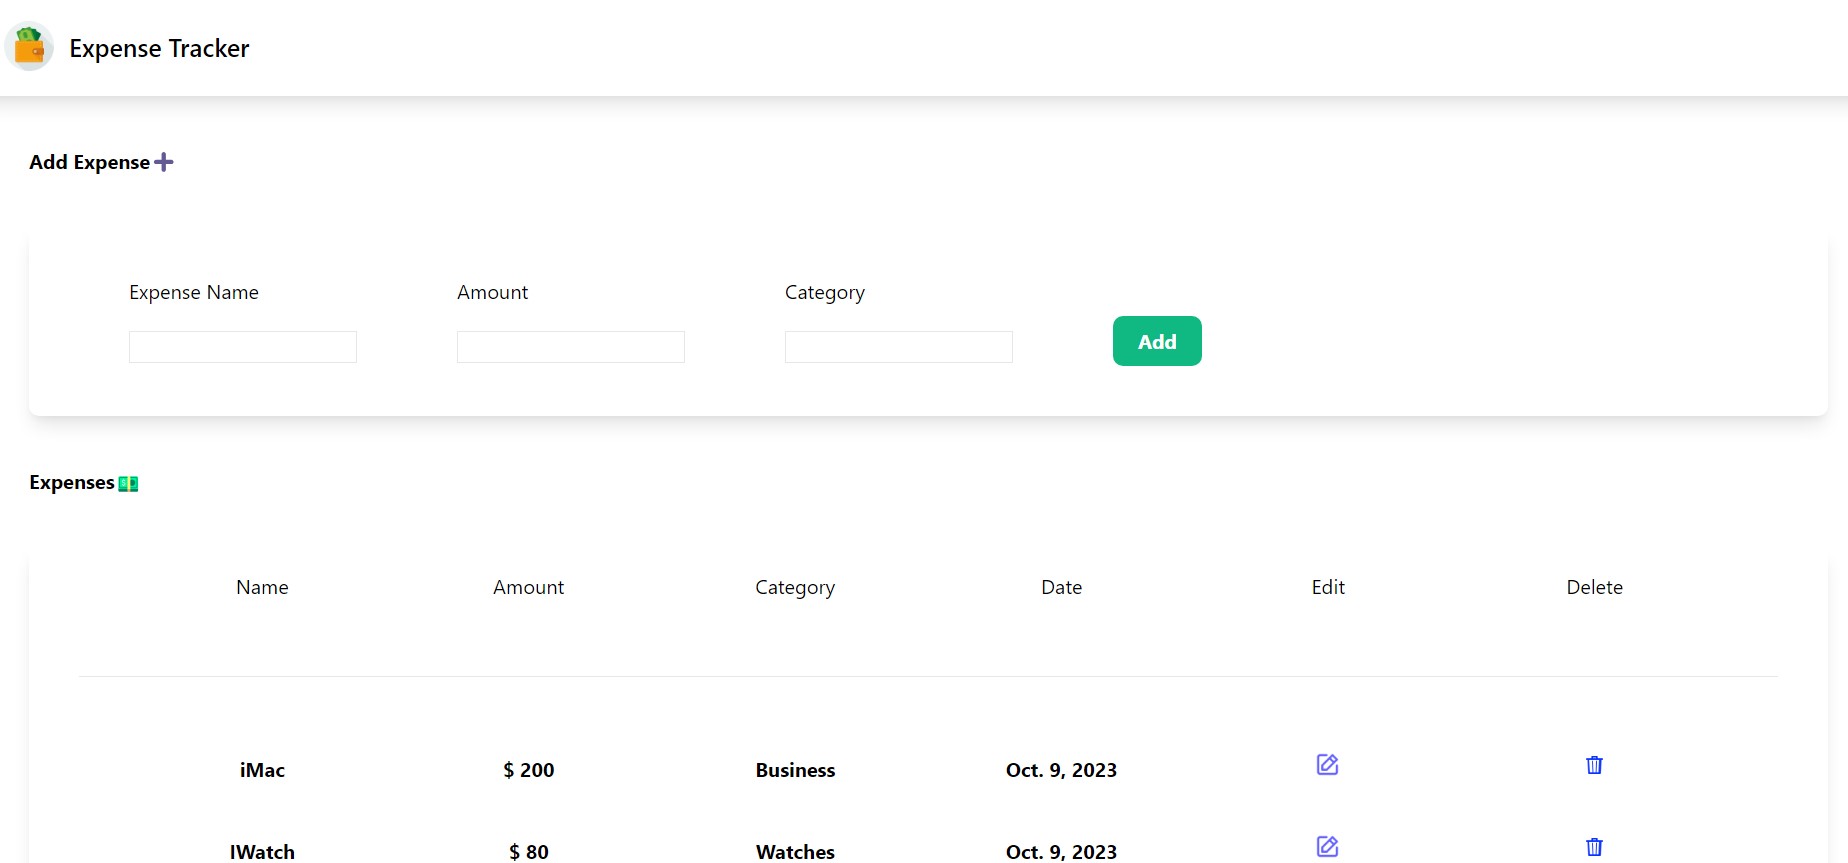 Expense Tracker
Add Expense
Expense Name Amount Category
Add
Expenses
Name Amount Category Date Edit Delete
iMac $ 200 Business Oct. 9, 2023
IWatch $ 80 Watches Oct. 9, 2023